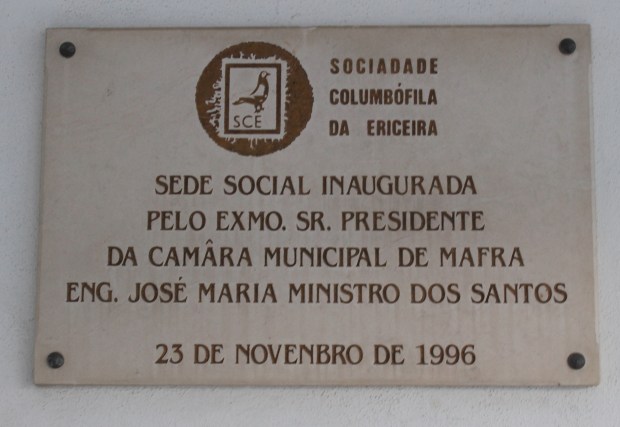 SCE
SOCIADADE
COLUMBÓFILA
DA ERICEIRA
SEDE SOCIAL INAUGURADA
PELO EXMO. SR. PRESIDENTE
DA CAMÂRA MUNICIPAL DE MAFRA
ENG. JOSÉ MARIA MINISTRO DOS SANTOS
23 DE NOVENBRO DE 1996